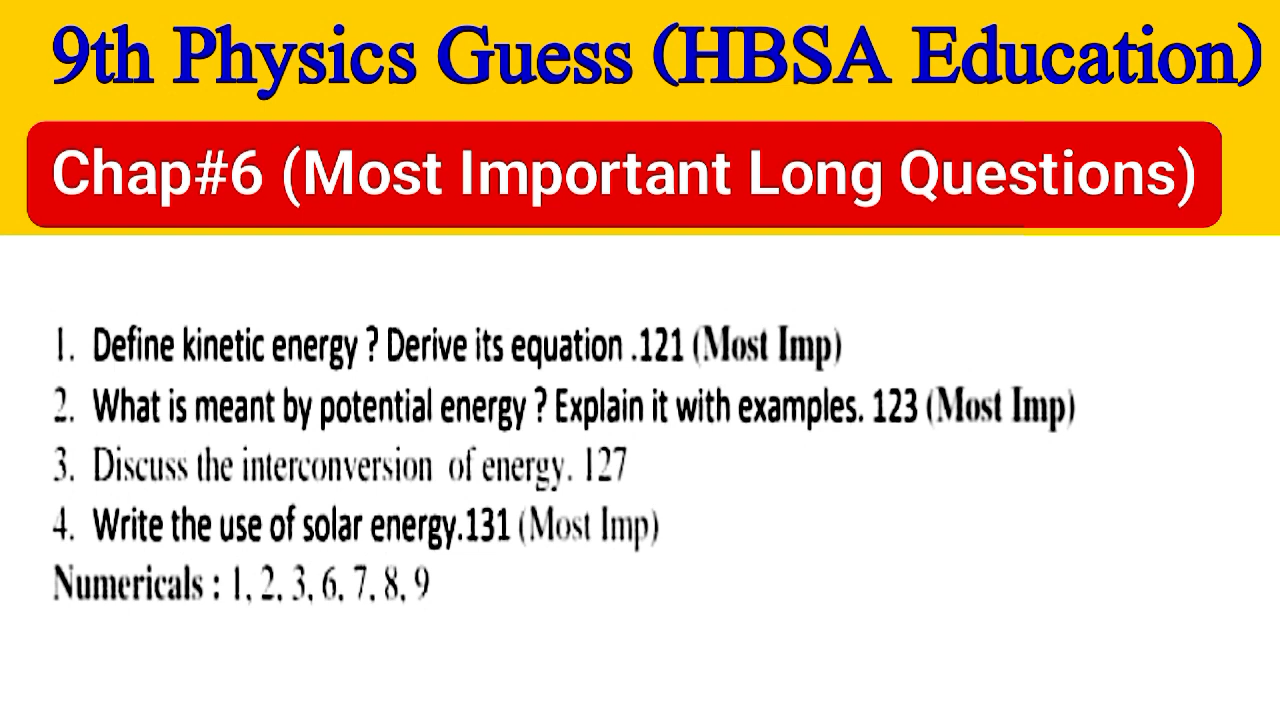 9th Physics Guess (HBSA Education)
Chap#6 (Most Important Long Questions)
1. Define kinetic energy ? Derive its equation .121 (Most Imp)
2. What is meant by potential energy ? Explain it with examples. 123 (Most Imp)
3. Discuss the interconversion of energy. 127
4. Write the use of solar energy.131 (Most Imp)
Numericals : 1, 2, 3, 6, 7, 8, 9